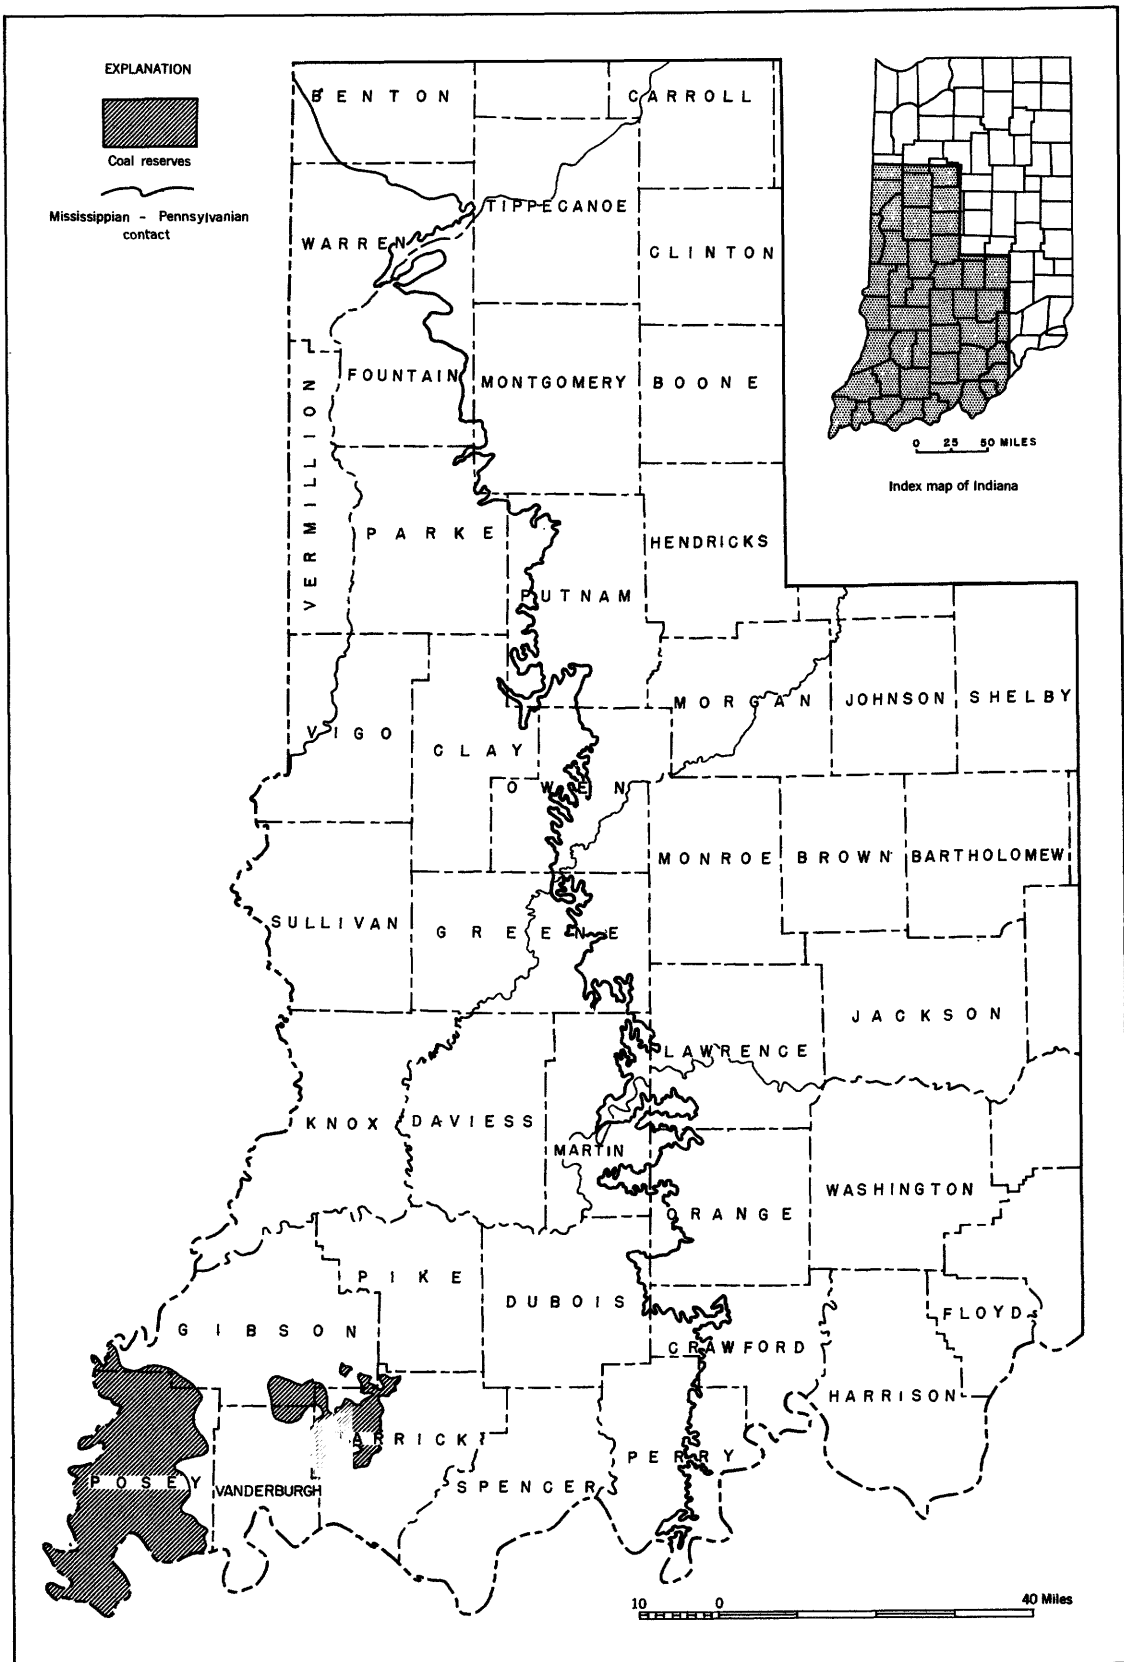 EXPLANATION
Coal reserves
Mississippian - Pennsylvanian
contact
BENTON
CARROLL
TIPPECANOE
WARREN
CLINTON
FOUNTAIN
MONTGOMERY
BOONE
VERMILLION
PARKE
HENDRICKS
PUTNAM
MORGAN
JOHNSON
SHELBY
VIGO
CLAY
OWEN
MONROE
BROWN
BARTHOLOMEW
SULLIVAN
GREENE
JACKSON
LAWRENCE
KNOX
DAVIESS
MARTIN
WASHINGTON
ORANGE
PIKE
DUBOIS
GIBSON
FLOYD
CRAWFORD
HARRISON
ARRICK
PERRY
POSEY
VANDERBURGH
SPENCER
0 25 50 MILES
Index map of Indiana
10 0 40 Miles